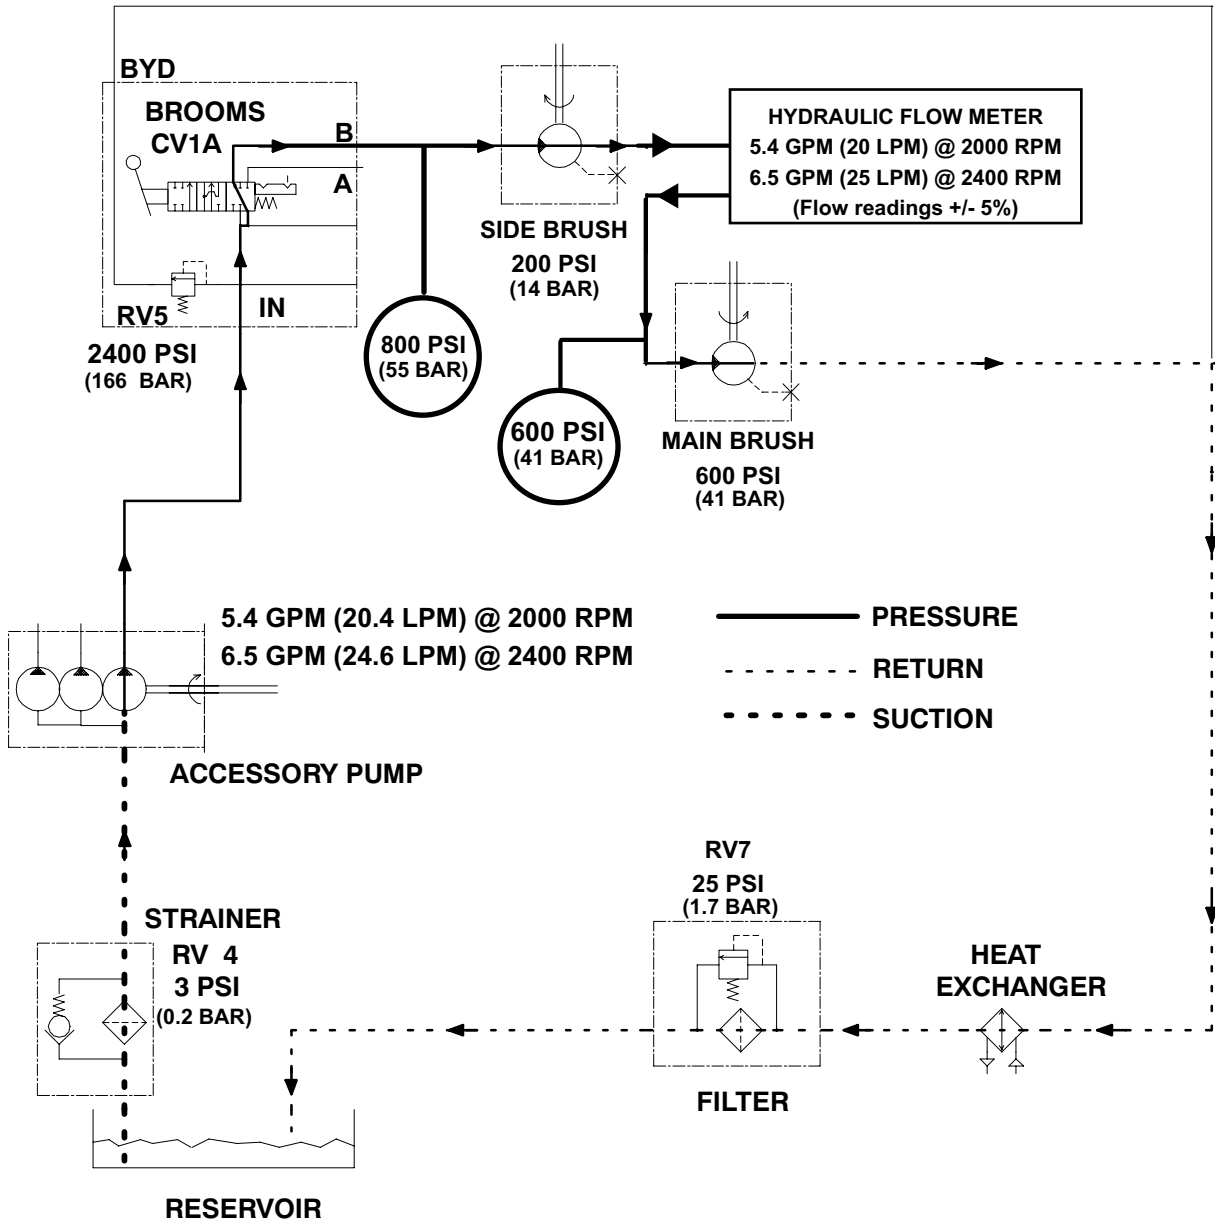 BYD
BROOMS
CV1A
B
A
RV5
IN
2400 PSI
(166 BAR)
800 PSI
(55 BAR)
SIDE BRUSH
200 PSI
(14 BAR)
HYDRAULIC FLOW METER
5.4 GPM (20 LPM) @ 2000 RPM
6.5 GPM (25 LPM) @ 2400 RPM
(Flow readings +/- 5%)
600 PSI
(41 BAR)
MAIN BRUSH
600 PSI
(41 BAR)
5.4 GPM (20.4 LPM) @ 2000 RPM
6.5 GPM (24.6 LPM) @ 2400 RPM
PRESSURE
RETURN
SUCTION
ACCESSORY PUMP
STRAINER
RV 4
3 PSI
(0.2 BAR)
RV7
25 PSI
(1.7 BAR)
FILTER
HEAT
EXCHANGER
RESERVOIR